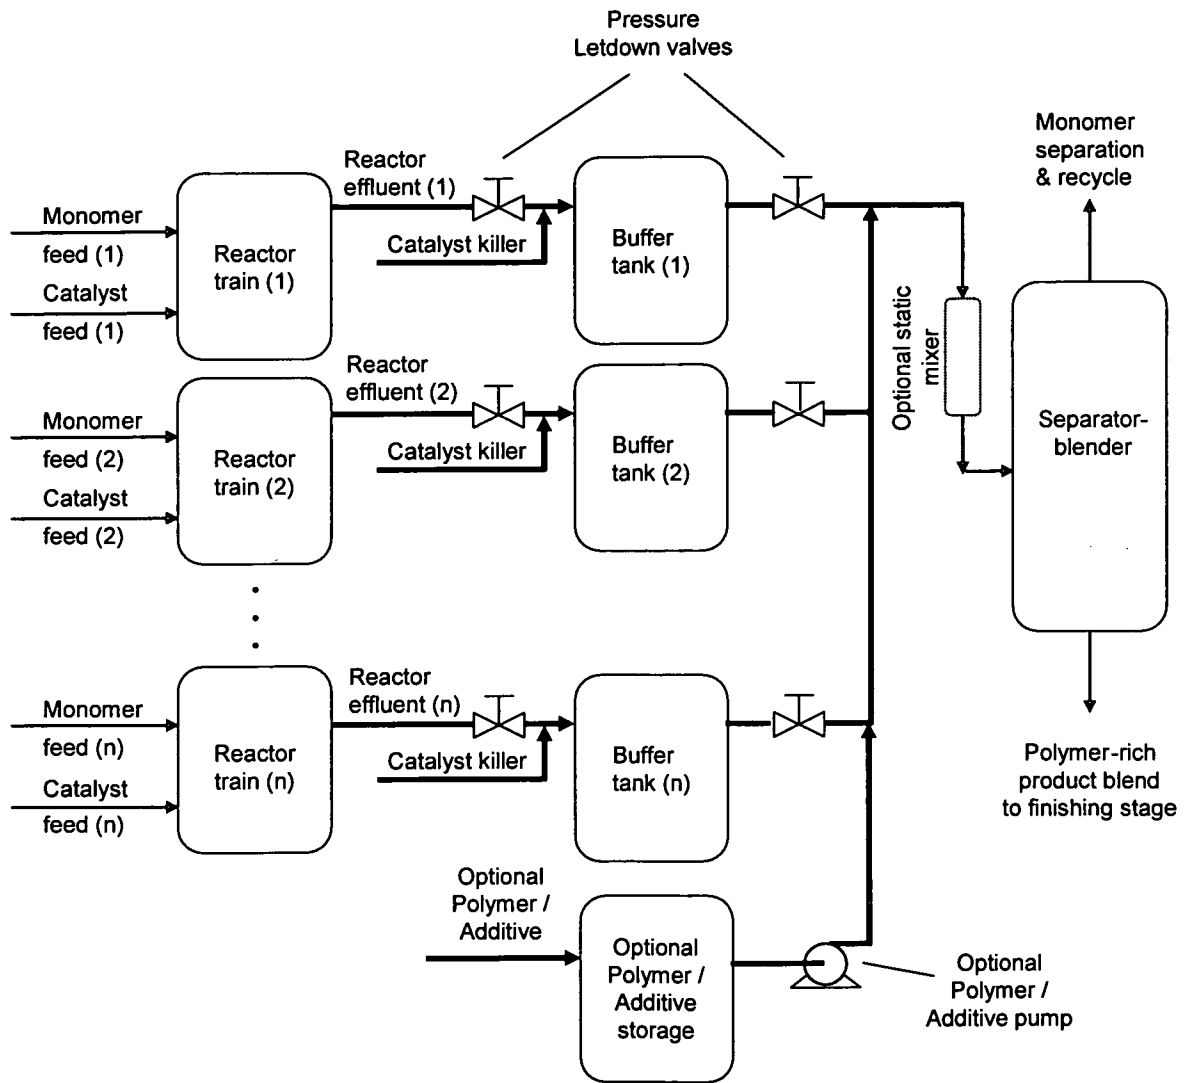 Pressure
Letdown valves
Monomer
separation
& recycle
Reactor
effluent (1)
Monomer
feed (1)
Catalyst
feed (1)
Reactor
train (1)
Catalyst killer
Buffer
tank (1)
Optional static
mixer
Separator-
blender
Reactor
effluent (2)
Monomer
feed (2)
Catalyst
feed (2)
Reactor
train (2)
Catalyst killer
Buffer
tank (2)
Reactor
effluent (n)
Monomer
feed (n)
Catalyst
feed (n)
Reactor
train (n)
Catalyst killer
Buffer
tank (n)
Polymer-rich
product blend
to finishing stage
Optional
Polymer /
Additive
Optional
Polymer /
Additive
storage
Optional
Polymer /
Additive pump